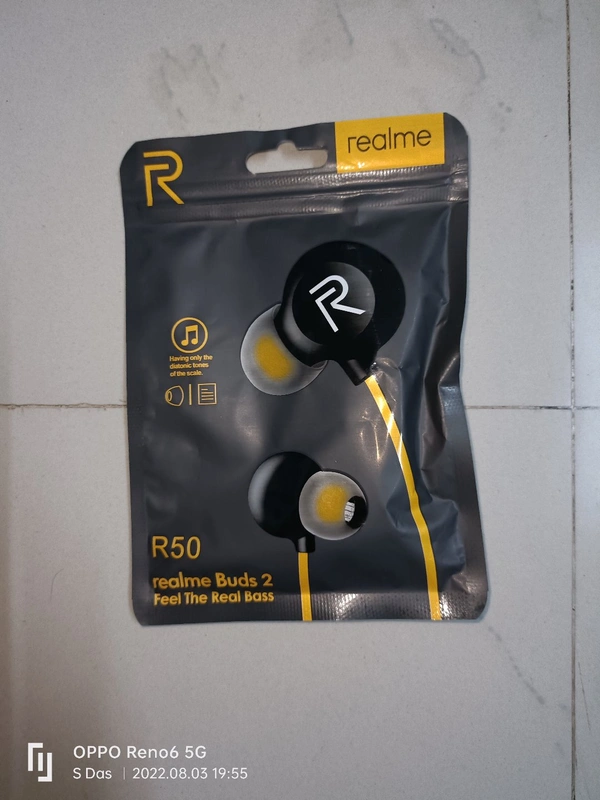 R
realme
R
Having only the
diatonic tones
of the scale.
R50
realme Buds 2
Feel The Real Bass
OPPO Reno6 5G
S Das | 2022.08.03 19:55